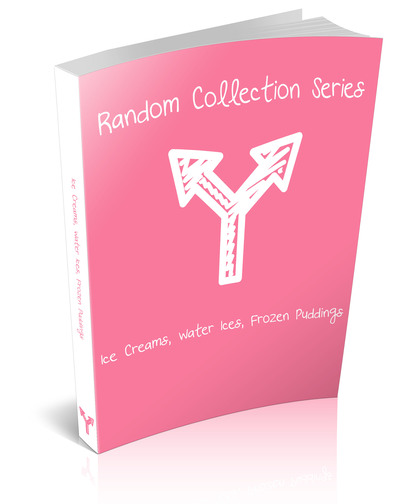 Random Collection Series
Ice Creams, Water Ices, Frozen Puddings
Ice Creams, Water Ices, Frozen Puddings